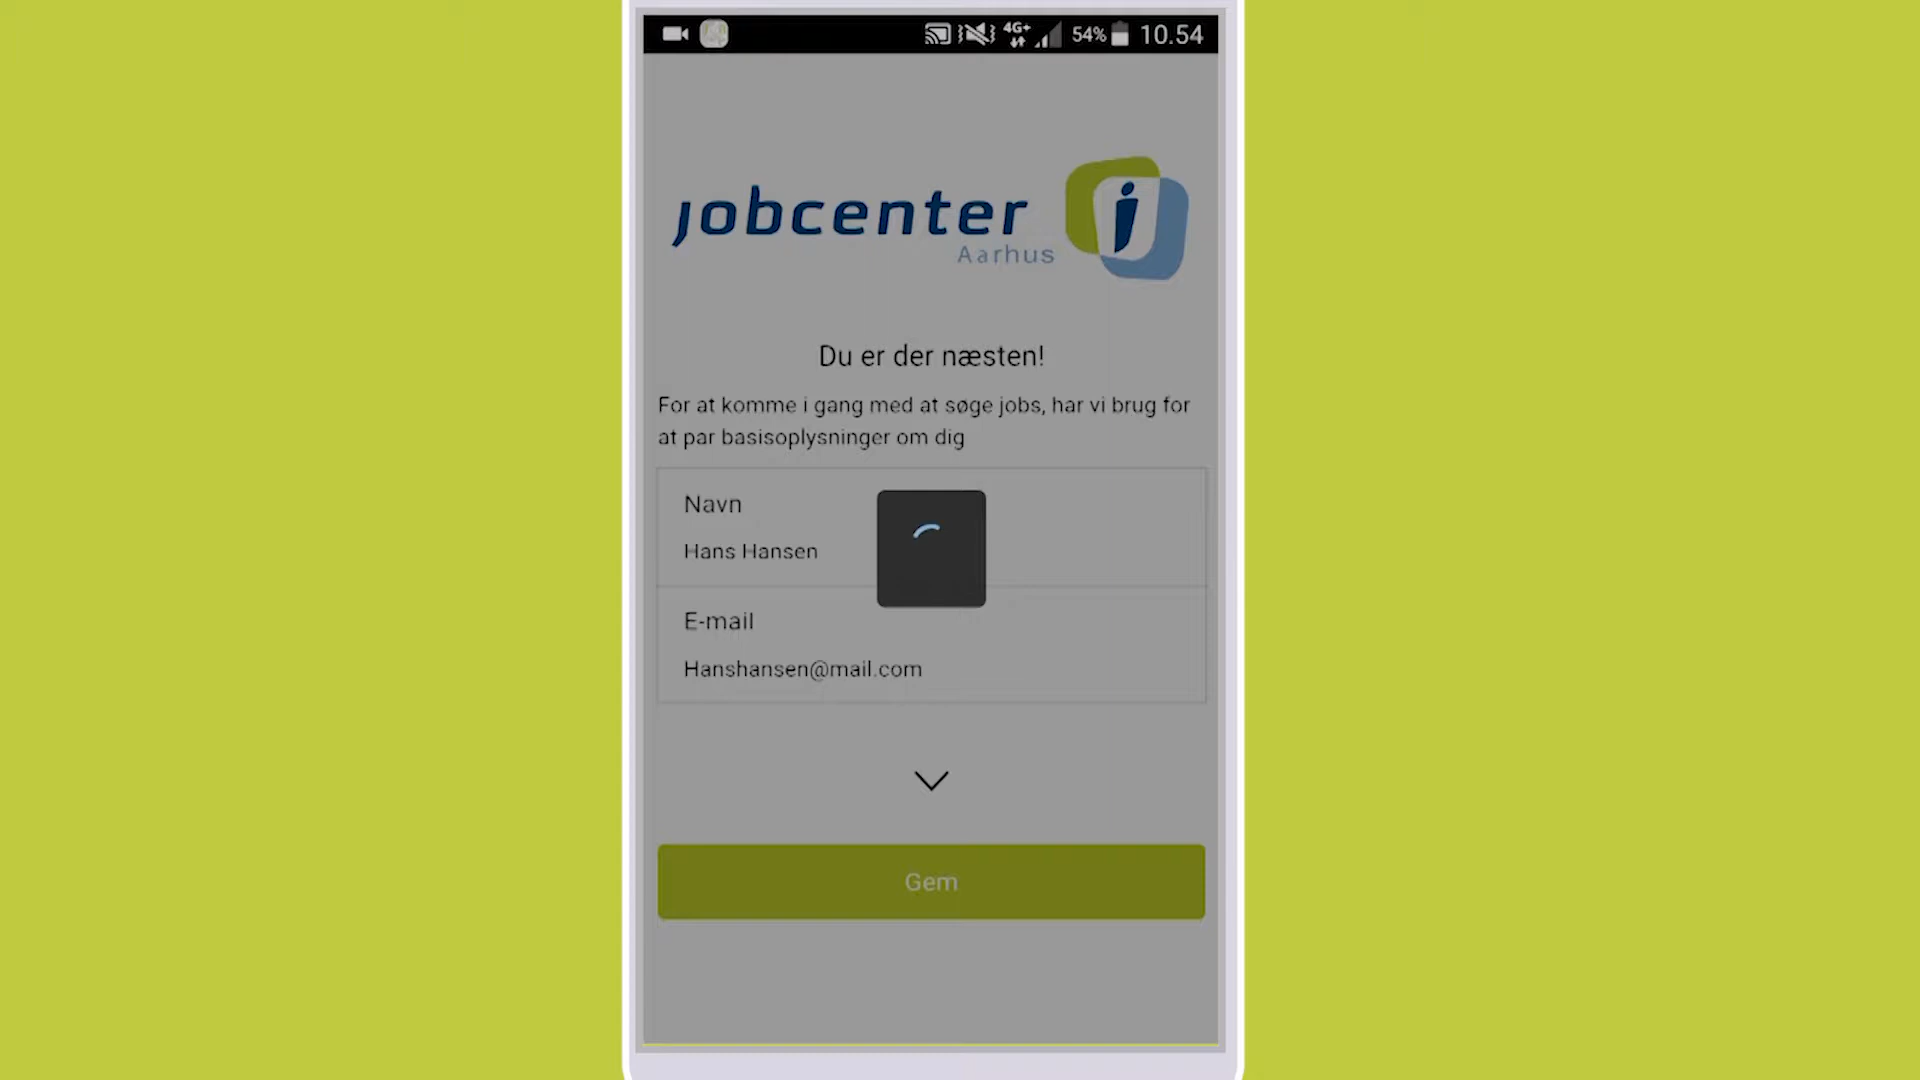 4G+ 54% 10.54
jobcenter
Aarhus
Du er der næsten!
For at komme i gang med at søge jobs, har vi brug for
at par basisoplysninger om dig
Navn
Hans Hansen
E-mail
Hanshansen@mail.com
Gem